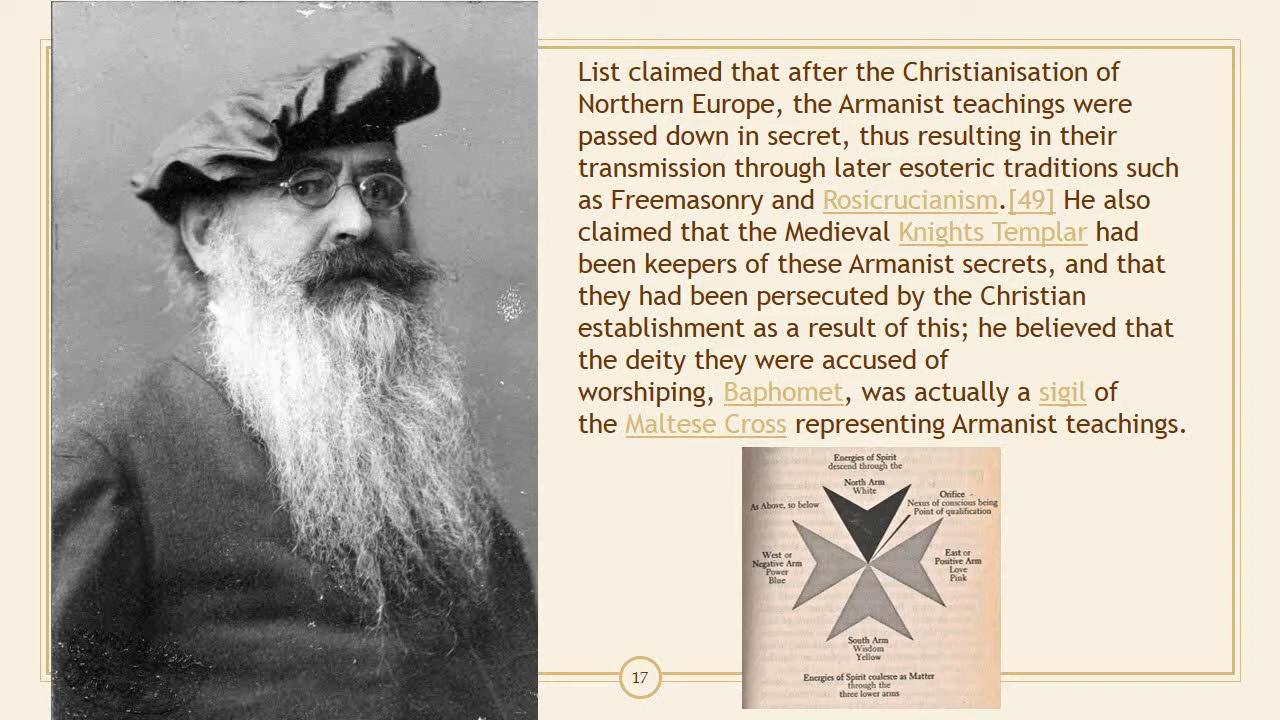 List claimed that after the Christianisation of
Northern Europe, the Armanist teachings were
passed down in secret, thus resulting in their
transmission through later esoteric traditions such
as Freemasonry and Rosicrucianism.[49] He also
claimed that the Medieval Knights Templar had
been keepers of these Armanist secrets, and that
they had been persecuted by the Christian
establishment as a result of this; he believed that
the deity they were accused of
worshiping, Baphomet, was actually a sigil of
the Maltese Cross representing Armanist teachings.
Energies of Spirit
descend through the
North Arm
White
As Above, so below
Orifice -
Nexus of conscious being
Point of qualification
West or
Negative Arm
Power
Blue
East or
Positive Arm
Love
Pink
South Arm
Wisdom
Yellow
Energies of Spirit coalesce as Matter
through the
three lower arms
17